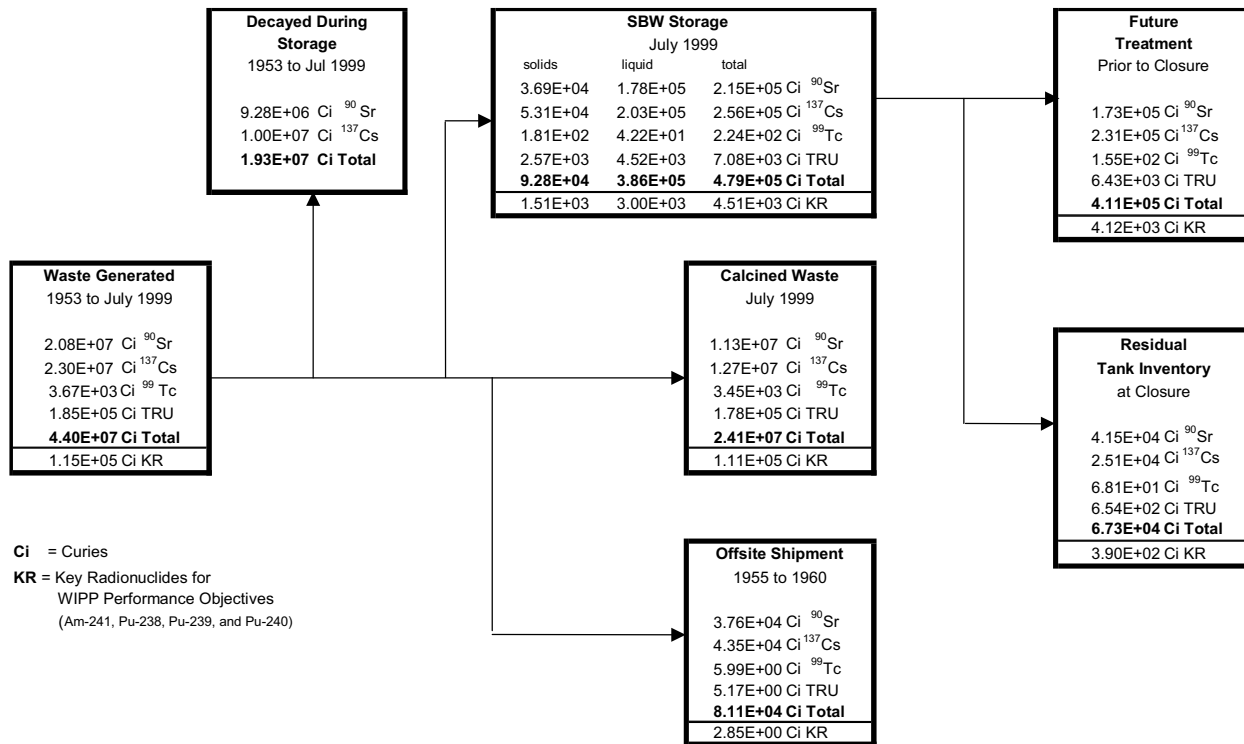 Decayed During
Storage
1953 to Jul 1999
9.28E+06 Ci 90 Sr
1.00E+07 Ci 137Cs
1.93E+07 Ci Total
SBW Storage
July 1999
solids liquid total
3.69E+04 1.78E+05 2.15E+05 Ci 90Sr
5.31E+04 2.03E+05 2.56E+05 Ci 137Cs
1.81E+02 4.22E+01 2.24E+02 Ci 99Tc
2.57E+03 4.52E+03 7.08E+03 Ci TRU
9.28E+04 3.86E+05 4.79E+05 Ci Total
1.51E+03 3.00E+03 4.51E+03 Ci KR
Future
Treatment
Prior to Closure
1.73E+05 Ci 90Sr
2.31E+05 Ci 137Cs
1.55E+02 Ci 99Tc
6.43E+03 Ci TRU
4.11E+05 Ci Total
4.12E+03 Ci KR
Waste Generated
1953 to July 1999
2.08E+07 Ci 90Sr
2.30E+07 Ci 137Cs
3.67E+03 Ci 99 Tc
1.85E+05 Ci TRU
4.40E+07 Ci Total
1.15E+05 Ci KR
Calcined Waste
July 1999
1.13E+07 Ci 90Sr
1.27E+07 Ci 137Cs
3.45E+03 Ci 99Tc
1.78E+05 Ci TRU
2.41E+07 Ci Total
1.11E+05 Ci KR
Residual
Tank Inventory
at Closure
4.15E+04 Ci 90Sr
2.51E+04 Ci 137Cs
6.81E+01 Ci 99Tc
6.54E+02 Ci TRU
6.73E+04 Ci Total
3.90E+02 Ci KR
Ci = Curies
KR = Key Radionuclides for
WIPP Performance Objectives
(Am-241, Pu-238, Pu-239, and Pu-240)
Offsite Shipment
1955 to 1960
3.76E+04 Ci 90Sr
4.35E+04 Ci 137Cs
5.99E+00 Ci 99Tc
5.17E+00 Ci TRU
8.11E+04 Ci Total
2.85E+00 Ci KR